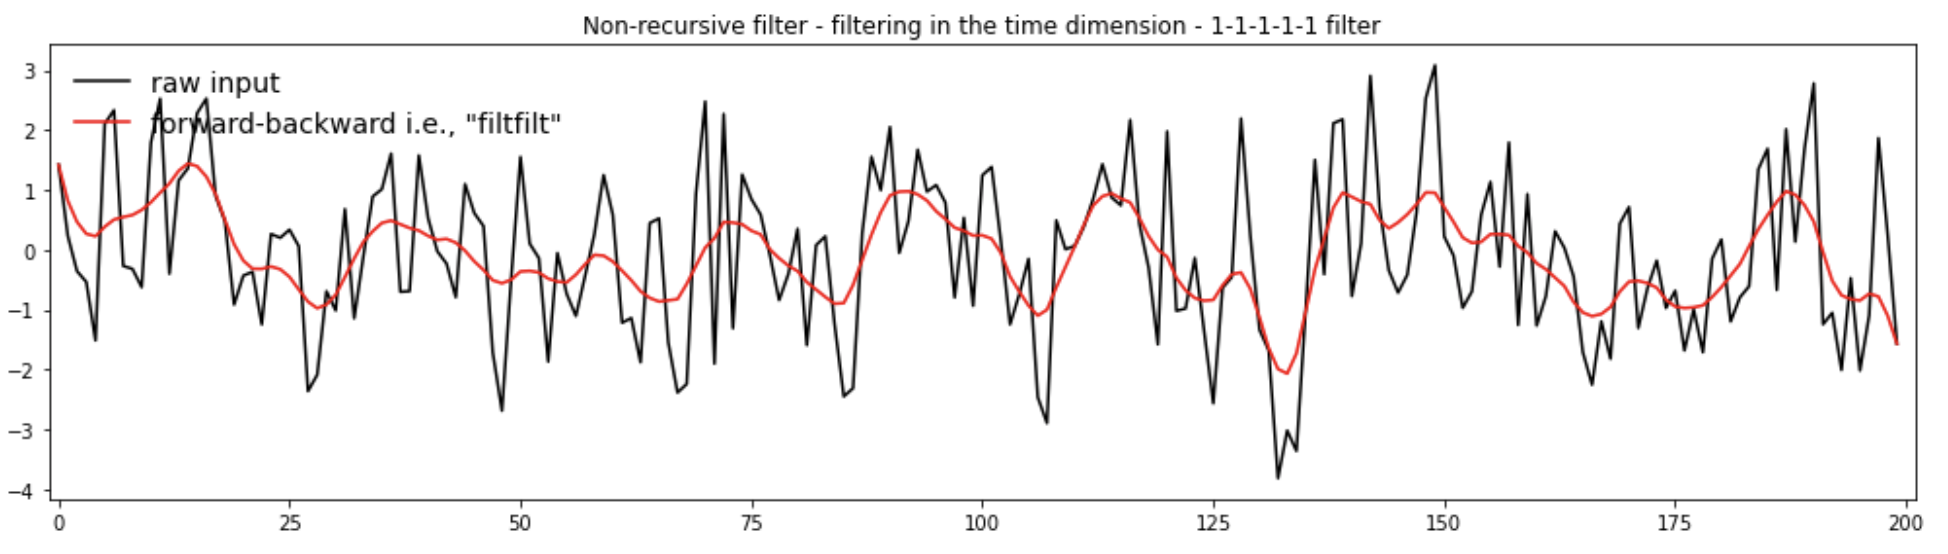 Non-recursive filter - filtering in the time dimension - 1-1-1-1-1 filter
raw input
forward-backward i.e., "filtfilt"
3
2
1
0
−1
−2
−3
−4
0 25 50 75 100 125 150 175 200